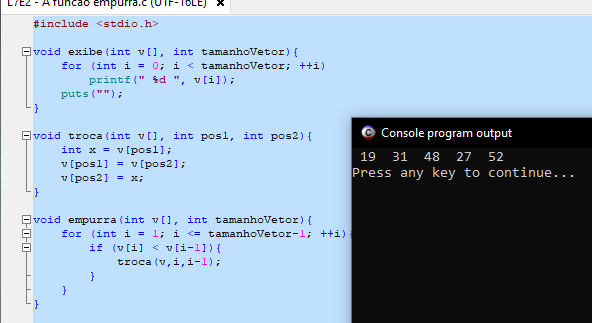 L7E2 - A funcao empurra.c (UTF-16LE) x
#include <stdio.h>
void exibe(int v[], int tamanhoVetor){
for (int i = 0; i < tamanhoVetor; ++i)
printf(" %d ", v[i]);
puts("");
}
void troca(int v[], int pos1, int pos2){
int x = v[pos1];
v[pos1] = v[pos2];
v[pos2] = x;
}
void empurra(int v[], int tamanhoVetor){
for (int i = 1; i <= tamanhoVetor-1; ++i){
if (v[i] < v[i-1]){
troca(v,i,i-1);
}
}
}
Console program output
19 31 48 27 52
Press any key to continue...